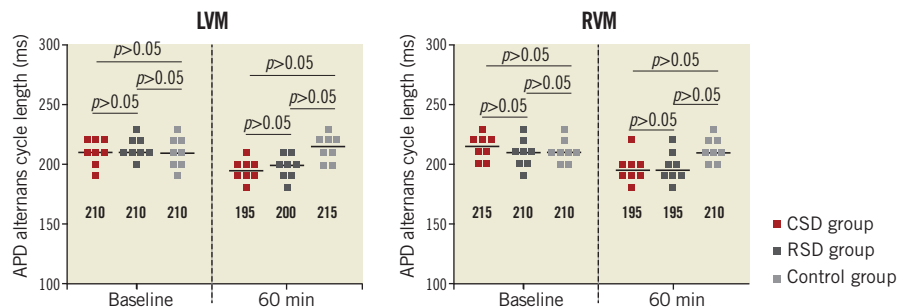 LVM
APD alternans cycle length (ms)
300
250
200
150
100
p>0.05
p>0.05
p>0.05
p>0.05
p>0.05
p>0.05
210 210 210
195 200 215
Baseline 60 min
RVM
APD alternans cycle length (ms)
300
250
200
150
100
p>0.05
p>0.05
p>0.05
p>0.05
p>0.05
p>0.05
215 210 210
195 195 210
Baseline 60 min
CSD group
RSD group
Control group